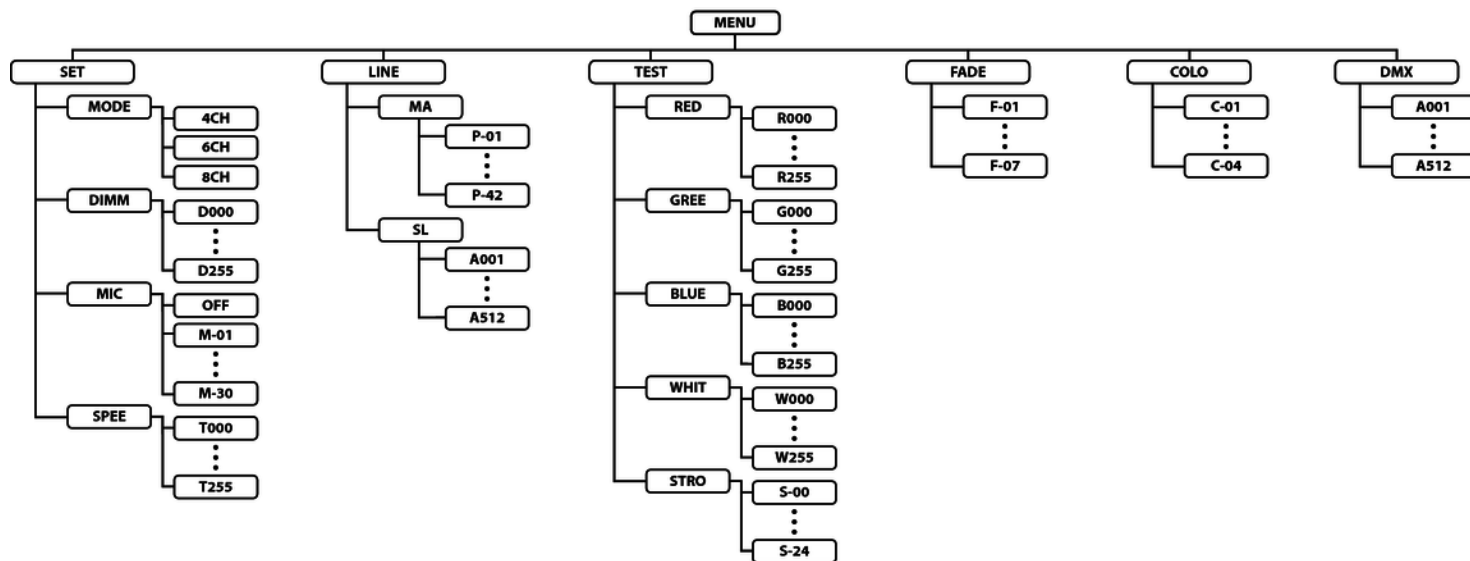 MENU
SET
MODE
4CH
6CH
8CH
DIMM
D000
D255
MIC
OFF
M-01
M-30
SPEE
T000
T255
LINE
MA
P-01
P-42
SL
A001
A512
TEST
RED
R000
R255
GREE
G000
G255
BLUE
B000
B255
WHIT
W000
W255
STRO
S-00
S-24
FADE
F-01
F-07
COLO
C-01
C-04
DMX
A001
A512